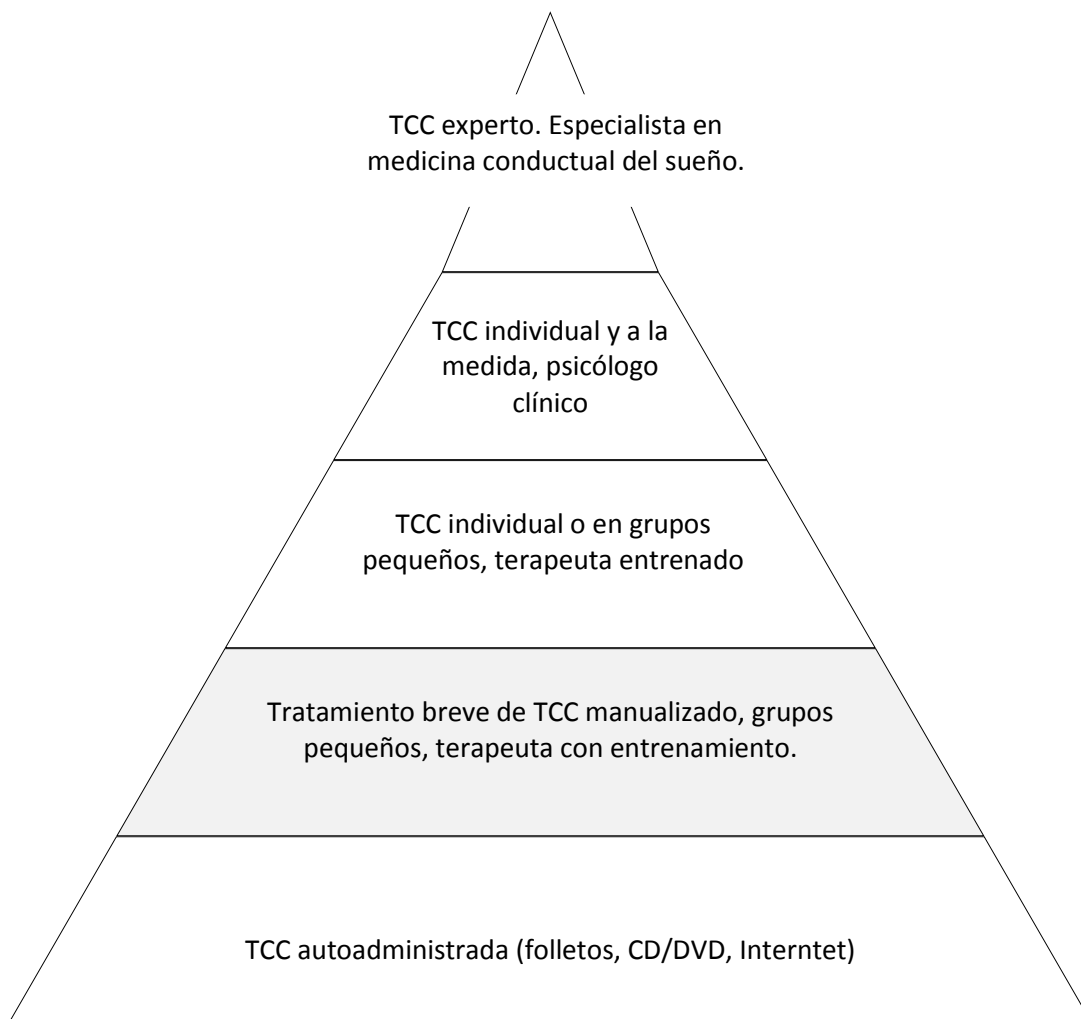 TCC experto. Especialista en
medicina conductual del sueño.
TCC individual y a la
medida, psicólogo
clínico
TCC individual o en grupos
pequeños, terapeuta entrenado
Tratamiento breve de TCC manualizado, grupos
pequeños, terapeuta con entrenamiento.
TCC autoadministrada (folletos, CD/DVD, Interntet)